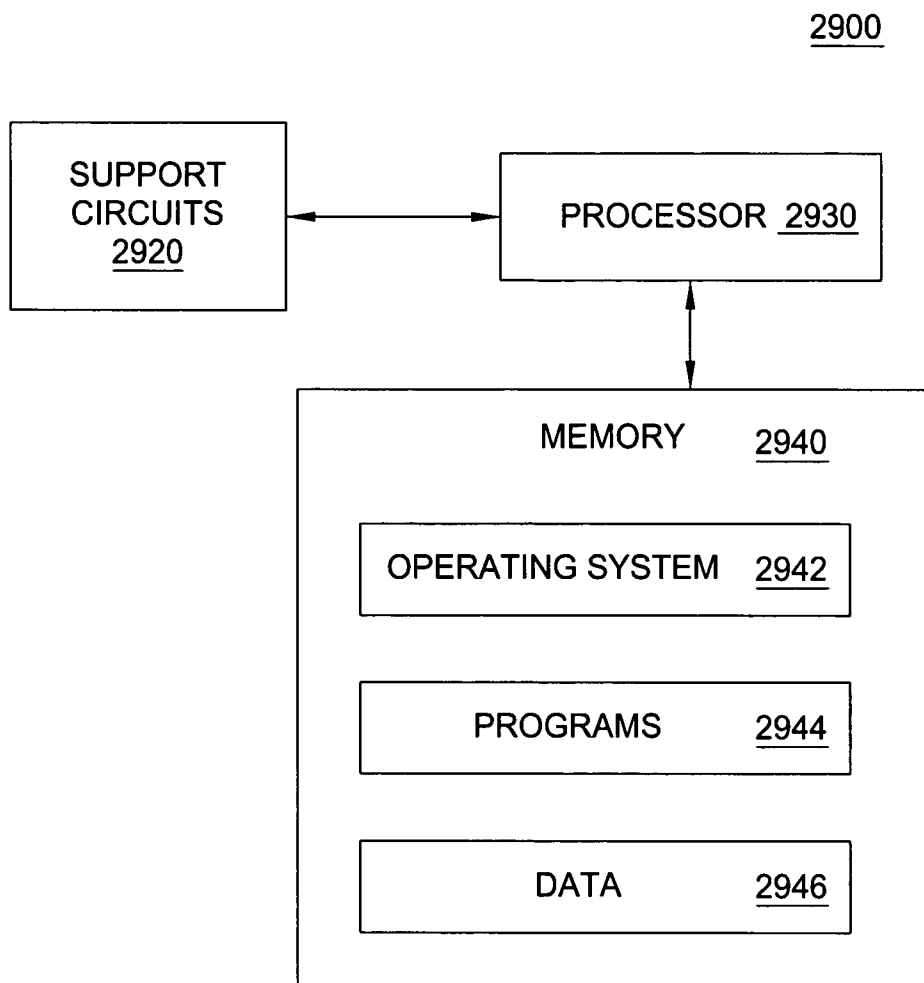 2900
SUPPORT
CIRCUITS
2920
PROCESSOR 2930
MEMORY 2940
OPERATING SYSTEM 2942
PROGRAMS 2944
DATA 2946